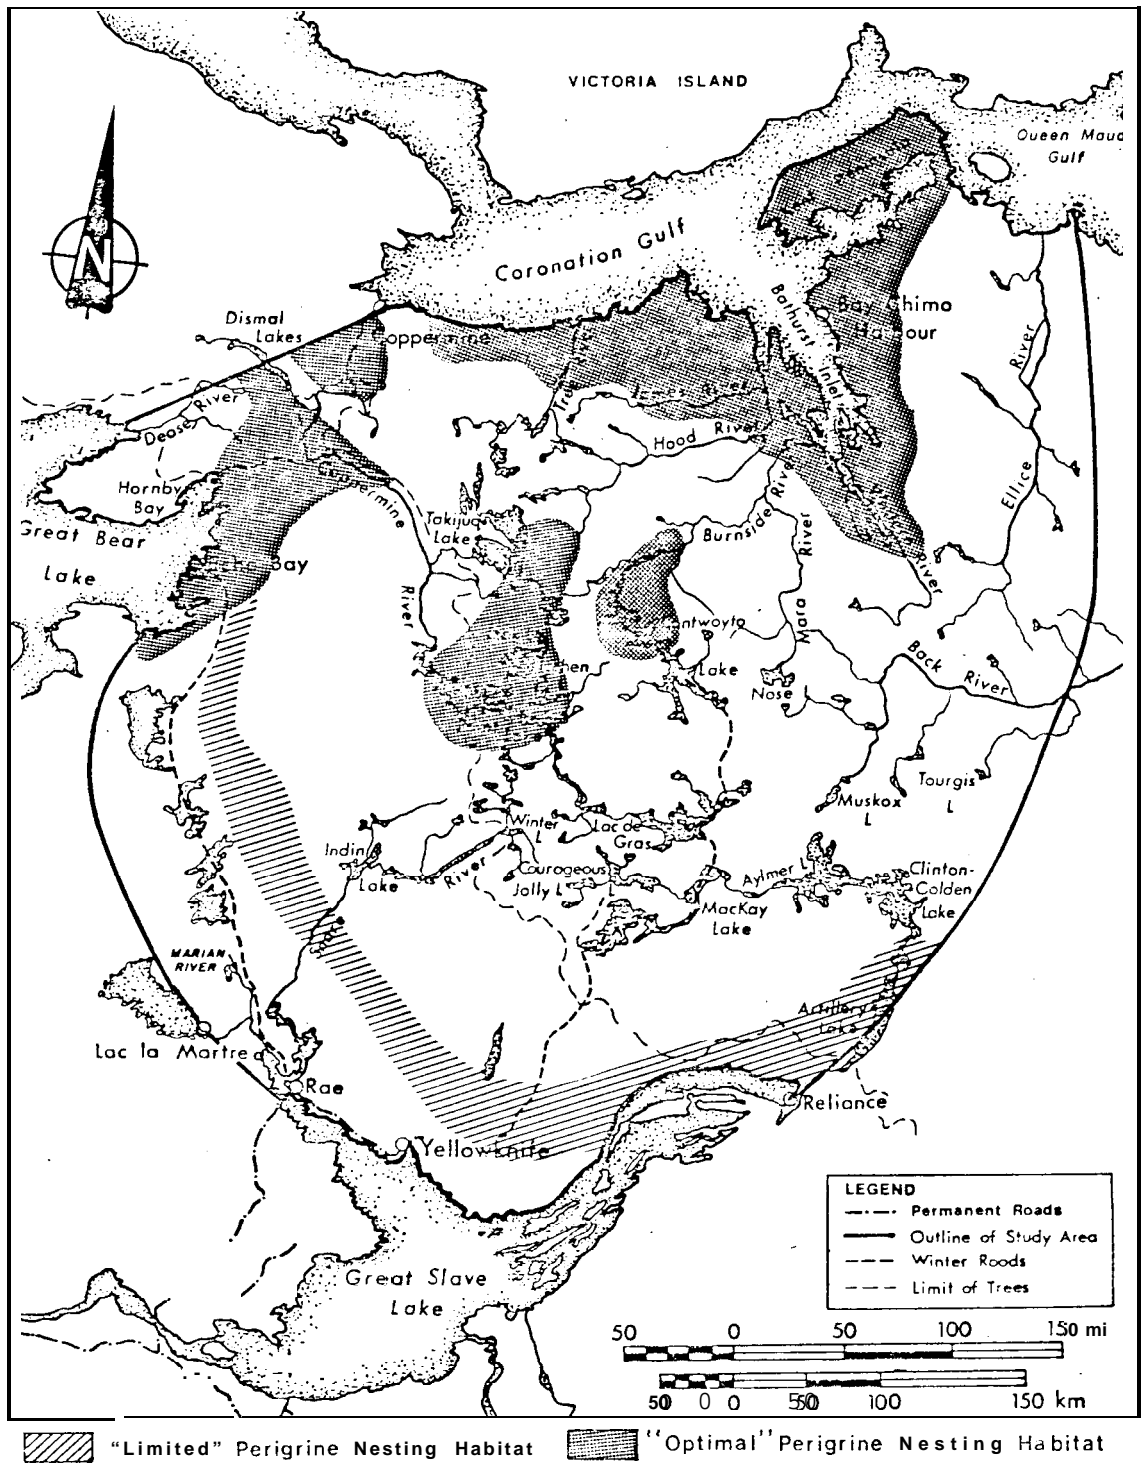 VICTORIA ISLAND
Queen Maud
Gulf
Coronation Gulf
N
Dismal
Lakes
Coppermine
Bathurst Inlet
Bay Chimo
Harbour
River
Dease River
Hood River
Ellice
Hornby
Bay
Coppermine
River
Takijuq
Lake
Burnside River
Mara River
River
Great Bear
Lake
Bay
Lake
Nose L
Back River
Tourgis
L
Muskox
L
Winter
L
Lac de
Gras
Indin
Lake
River
Courageous
L
Jolly L
Aylmer L
Clinton-
Colden
Lake
MacKay
Lake
MARIAN
RIVER
Artillery
Lake
Lac la Martre
Rae
Reliance
Yellowknife
Great Slave
Lake
LEGEND
Permanent Roads
Outline of Study Area
Winter Roads
Limit of Trees
50 0 50 100 150 mi
50 0 0 50 100 150 km
"Limited" Perigrine Nesting Habitat
"Optimal" Perigrine Nesting Habitat